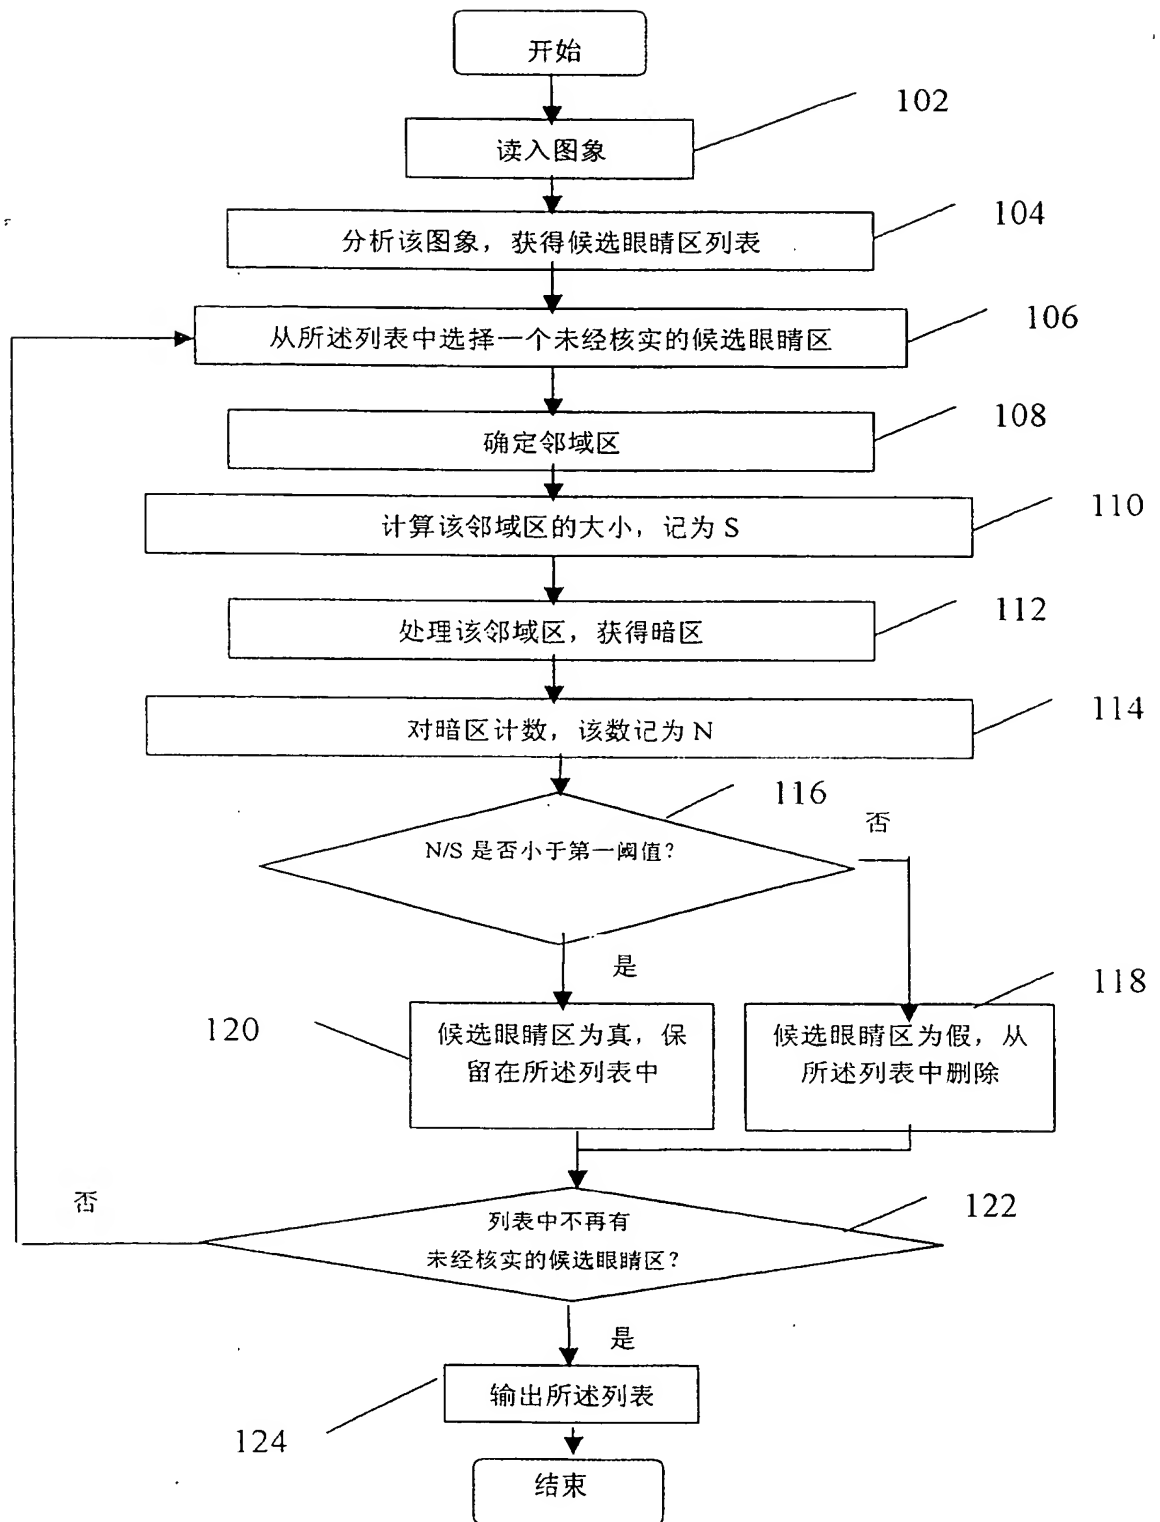 开始
102
读入图象
104
分析该图象，获得候选眼睛区列表
106
从所述列表中选择一个未经核实的候选眼睛区
108
确定邻域区
110
计算该邻域区的大小，记为 S
112
处理该邻域区，获得暗区
114
对暗区计数，该数记为 N
116
否
N/S 是否小于第一阈值？
是
118
120
候选眼睛区为真，保
留在所述列表中
候选眼睛区为假，从
所述列表中删除
否
122
列表中不再有
未经核实的候选眼睛区？
是
输出所述列表
124
结束